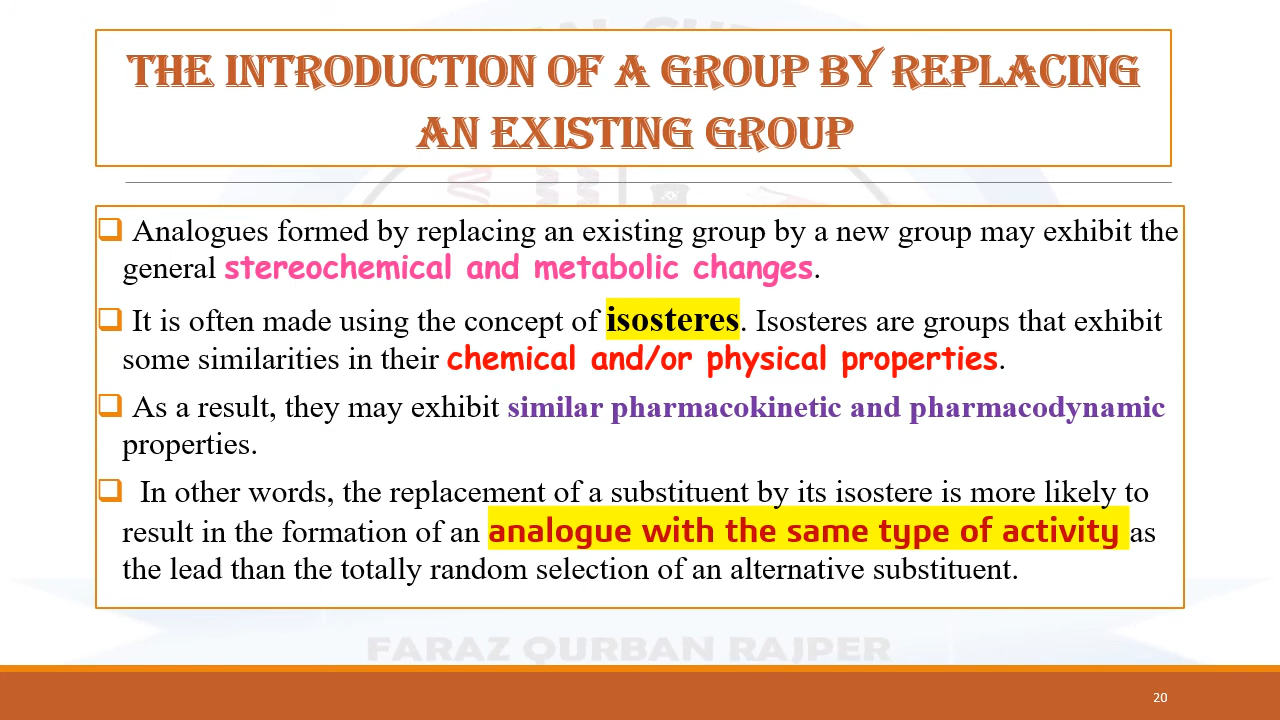 THE INTRODUCTION OF A GROUP BY REPLACING
AN EXISTING GROUP
❑ Analogues formed by replacing an existing group by a new group may exhibit the
general stereochemical and metabolic changes.
❑ It is often made using the concept of isosteres. Isosteres are groups that exhibit
some similarities in their chemical and/or physical properties.
❑ As a result, they may exhibit similar pharmacokinetic and pharmacodynamic
properties.
❑ In other words, the replacement of a substituent by its isostere is more likely to
result in the formation of an analogue with the same type of activity as
the lead than the totally random selection of an alternative substituent.
FARAZ QURBAN RAJPER
20